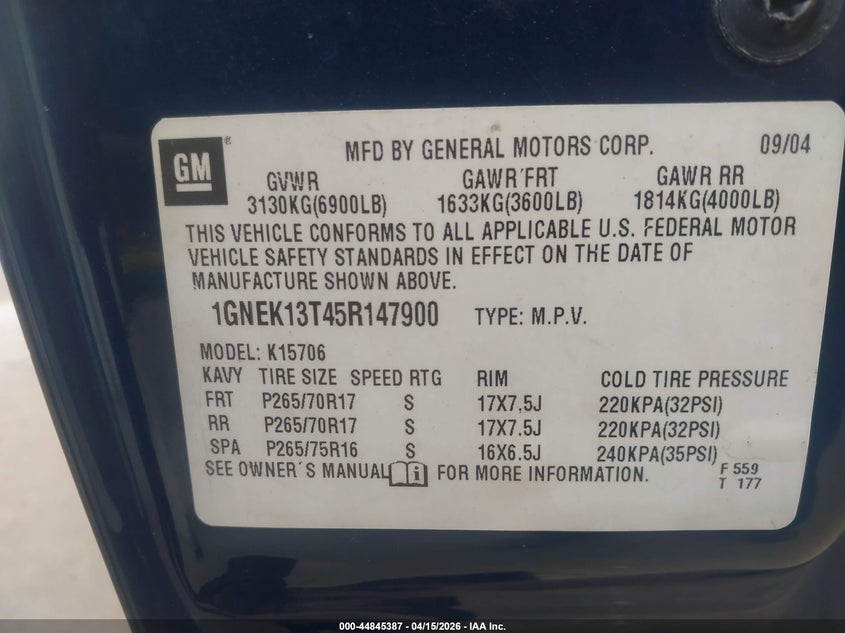 GM®
MFD BY GENERAL MOTORS CORP. 09/04
GVWR GAWR FRT GAWR RR
3130KG(6900LB) 1633KG(3600LB) 1814KG(4000LB)
THIS VEHICLE CONFORMS TO ALL APPLICABLE U.S. FEDERAL MOTOR
VEHICLE SAFETY STANDARDS IN EFFECT ON THE DATE OF
MANUFACTURE SHOWN ABOVE.
1GNEK13T45R147900 TYPE: M.P.V.
MODEL: K15706
KAVY TIRE SIZE SPEED RTG RIM COLD TIRE PRESSURE
FRT P265/70R17 S 17X7.5J 220KPA(32PSI)
RR P265/70R17 S 17X7.5J 220KPA(32PSI)
SPA P265/75R16 S 16X6.5J 240KPA(35PSI)
SEE OWNER´S MANUAL i FOR MORE INFORMATION.
F 559
T 177
000-44845387 - 04/15/2026 - IAA Inc.